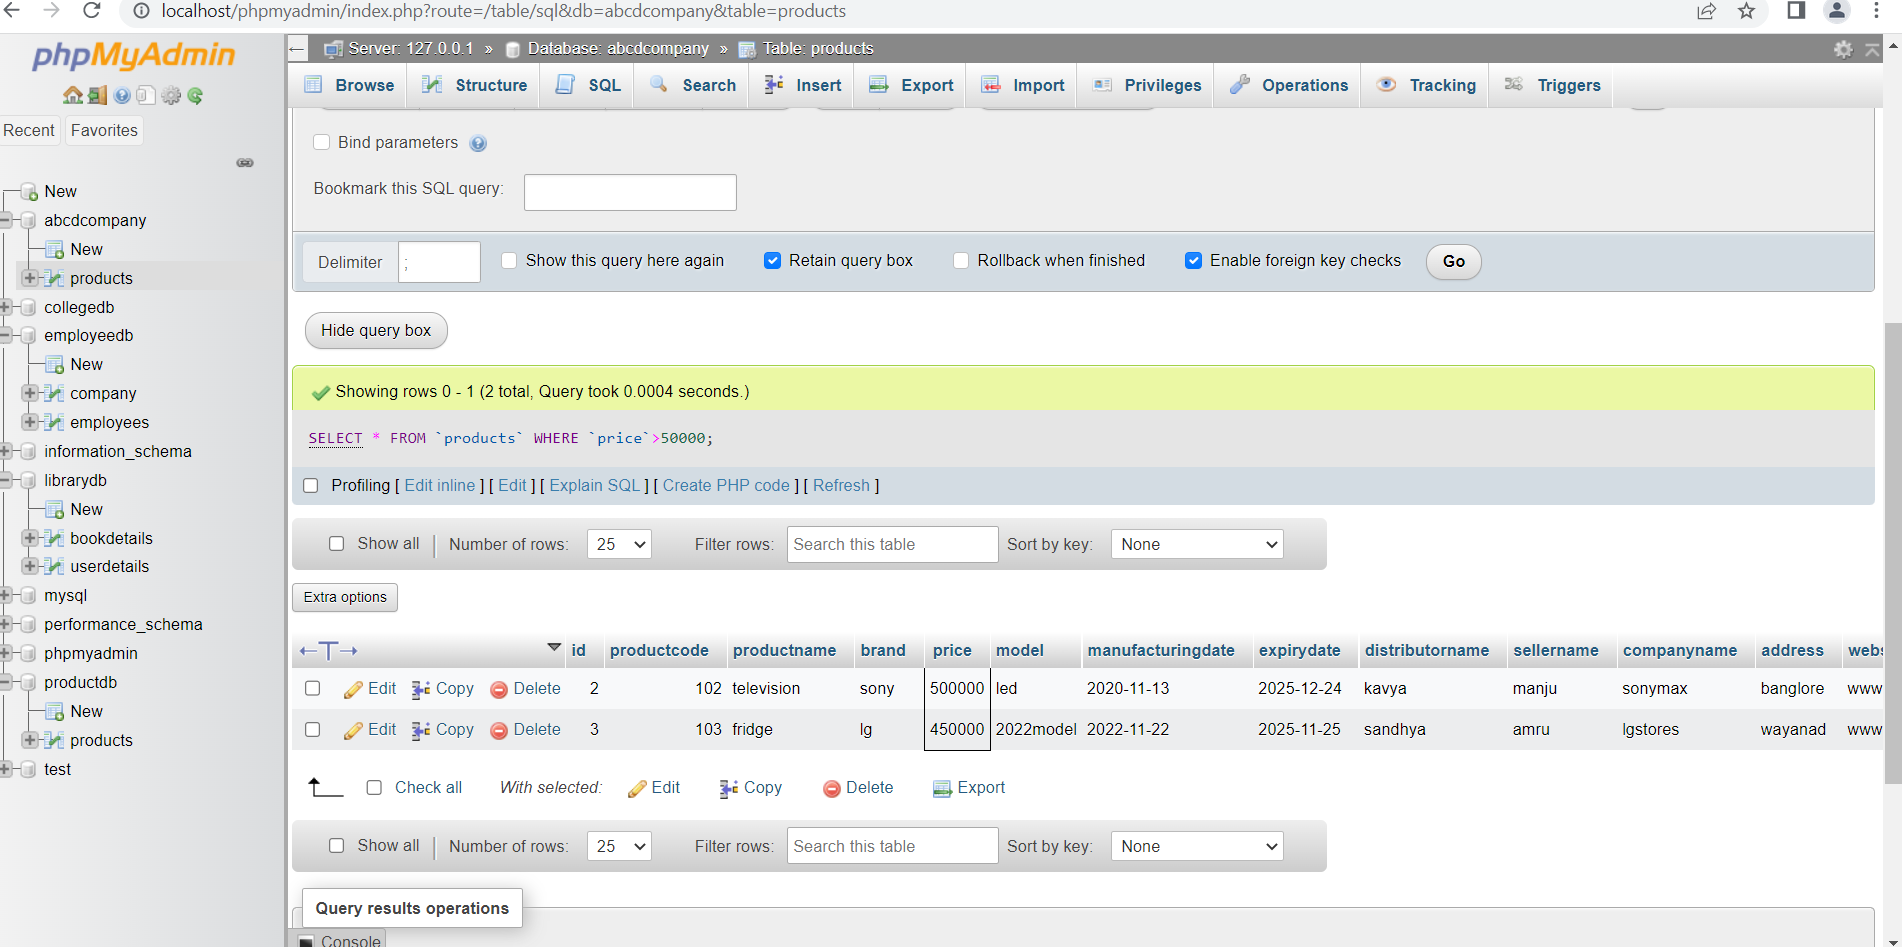 localhost/phpmyadmin/index.php?route=/table/sql&db=abcdcompany&table=products
phpMyAdmin
Recent Favorites
New
abcdcompany
New
products
collegedb
employeedb
New
company
employees
information_schema
librarydb
New
bookdetails
userdetails
mysql
performance_schema
phpmyadmin
productdb
New
products
test
Server: 127.0.0.1 » Database: abcdcompany » Table: products
Browse Structure SQL Search Insert Export Import Privileges Operations Tracking Triggers
Bind parameters
Bookmark this SQL query:
Delimiter ; Show this query here again Retain query box Rollback when finished Enable foreign key checks Go
Hide query box
Showing rows 0 - 1 (2 total, Query took 0.0004 seconds.)
SELECT * FROM `products` WHERE `price`>50000;
Profiling [ Edit inline ] [ Edit ] [ Explain SQL ] [ Create PHP code ] [ Refresh ]
Show all | Number of rows: 25 Filter rows: Search this table Sort by key: None
Extra options
←T→ id productcode productname brand price model manufacturingdate expirydate distributorname sellername companyname address webs
Edit Copy Delete 2 102 television sony 500000 led 2020-11-13 2025-12-24 kavya manju sonymax banglore www
Edit Copy Delete 3 103 fridge lg 450000 2022model 2022-11-22 2025-11-25 sandhya amru lgstores wayanad www
Check all With selected: Edit Copy Delete Export
Show all | Number of rows: 25 Filter rows: Search this table Sort by key: None
Query results operations
Console